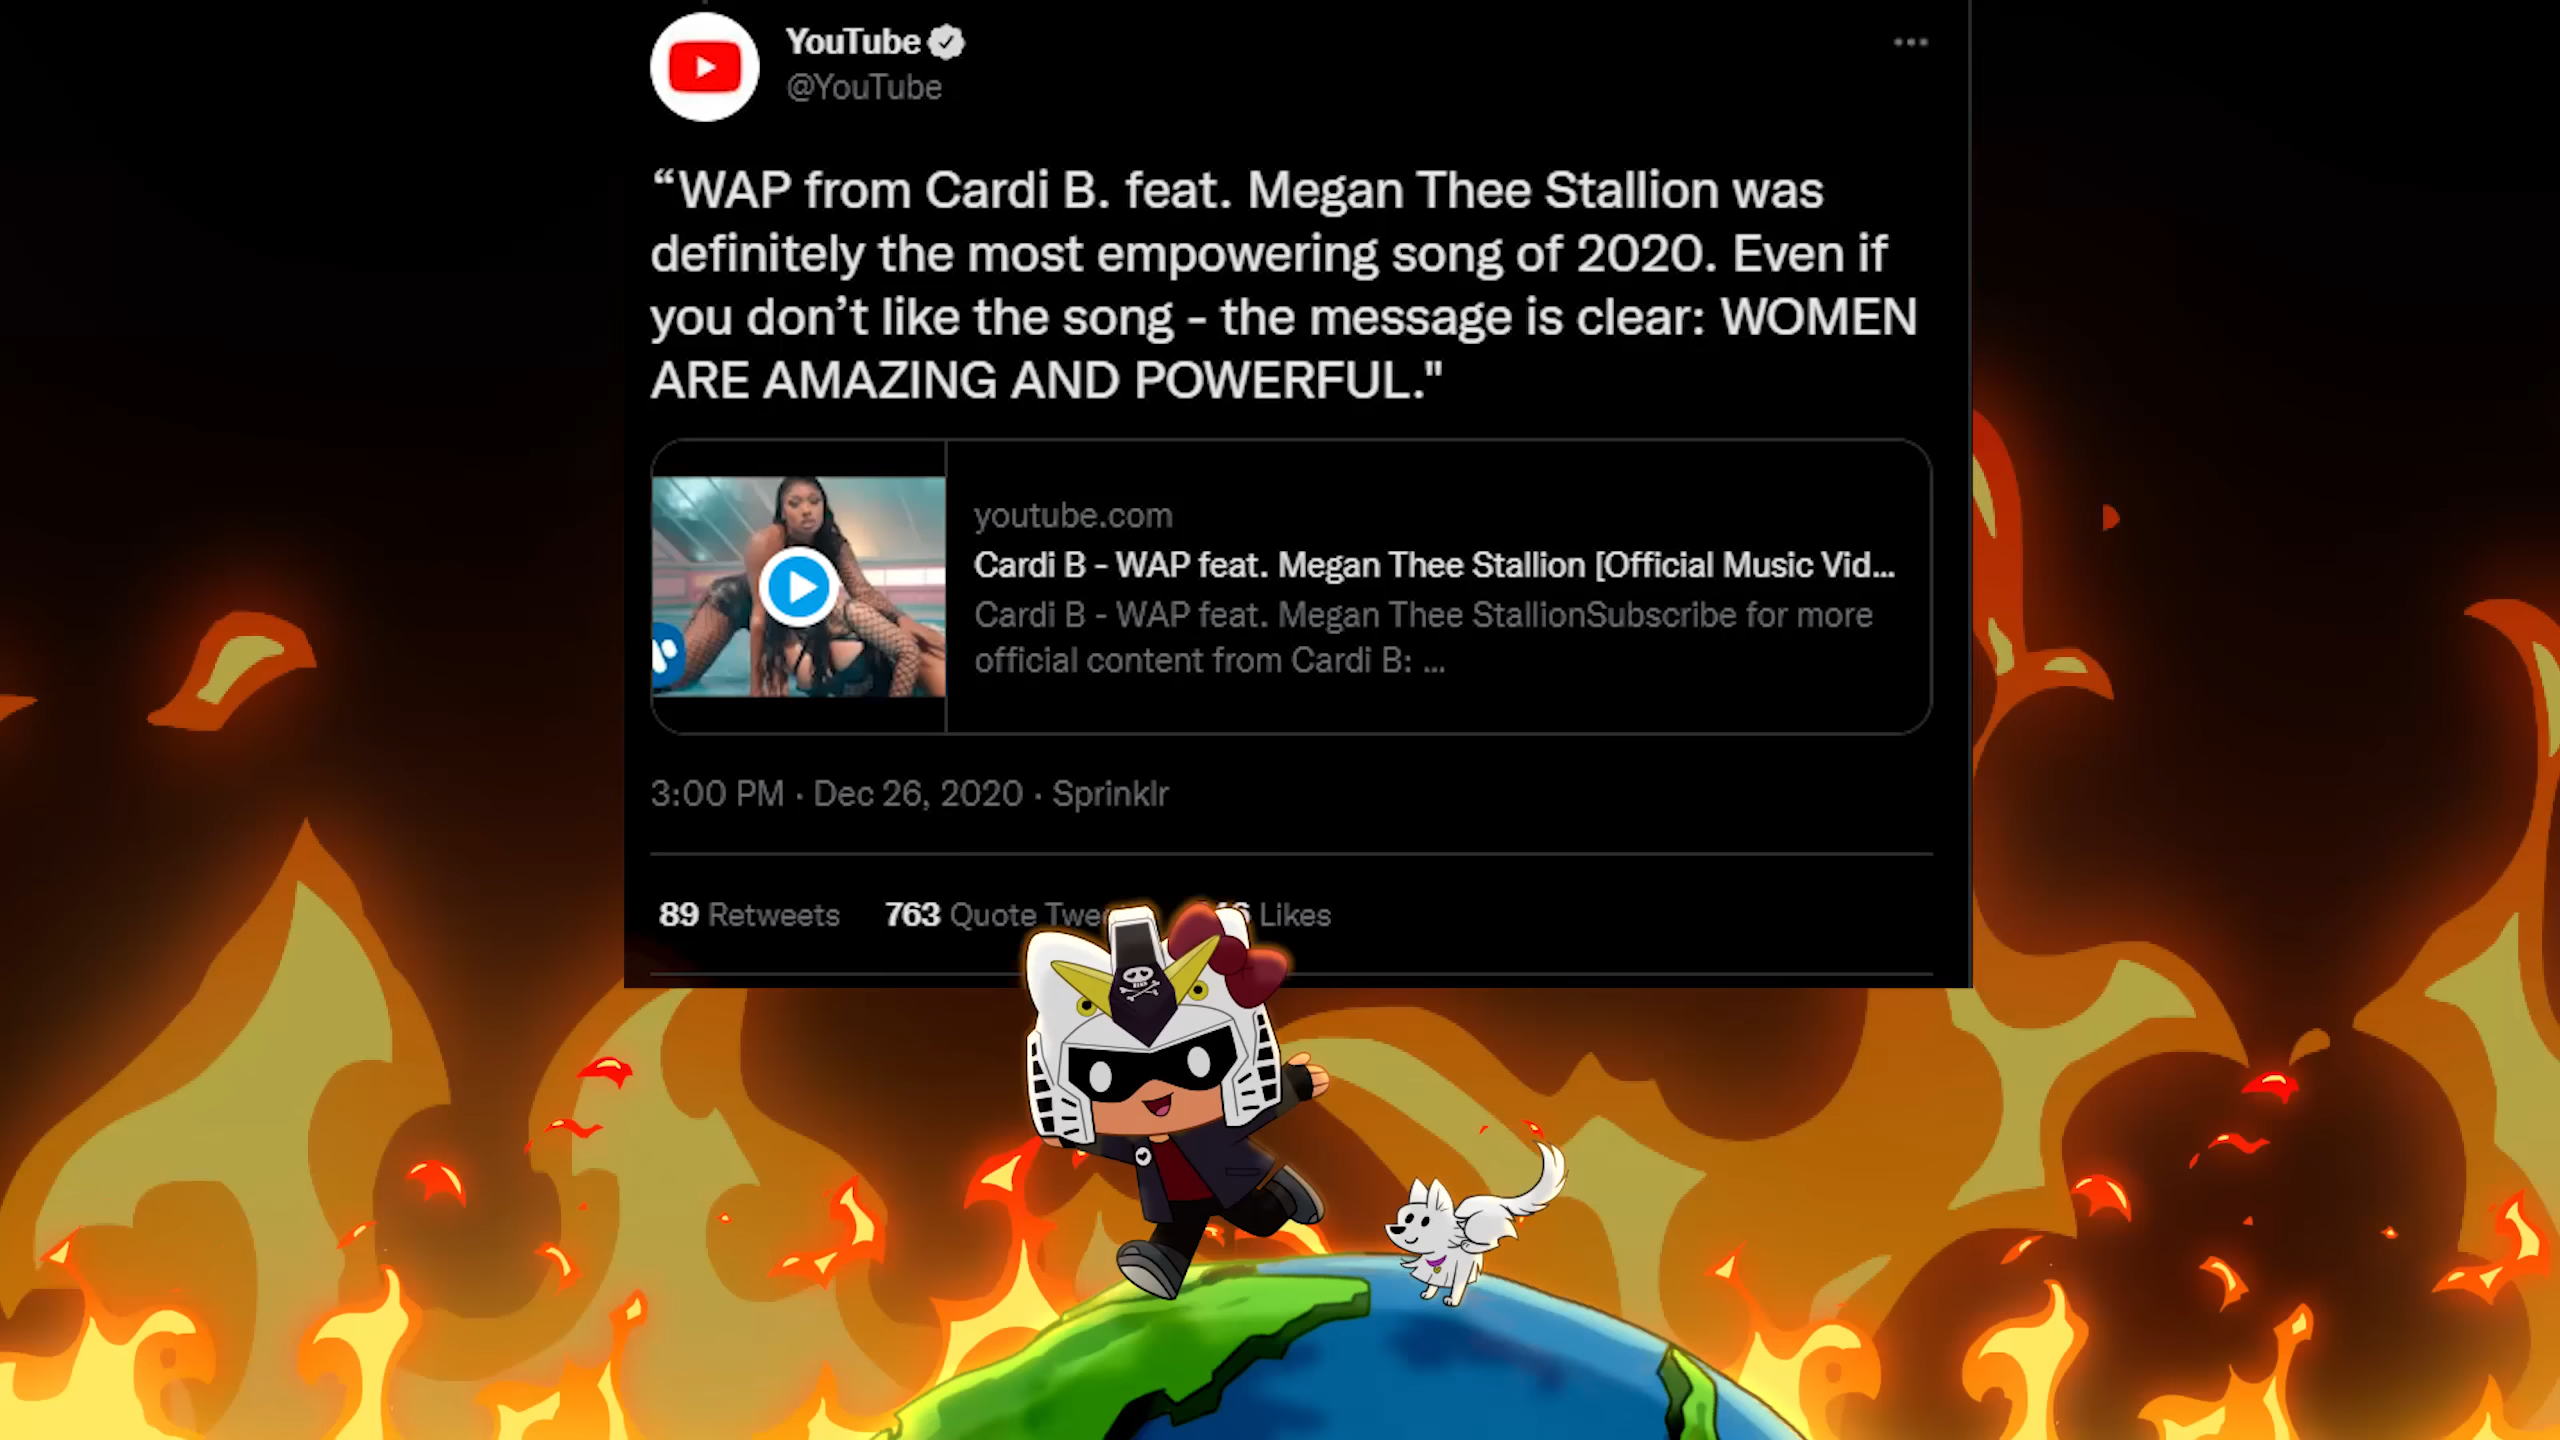 YouTube
@YouTube
“WAP from Cardi B. feat. Megan Thee Stallion was
definitely the most empowering song of 2020. Even if
you don’t like the song - the message is clear: WOMEN
ARE AMAZING AND POWERFUL."
youtube.com
Cardi B - WAP feat. Megan Thee Stallion [Official Music Vid...
Cardi B - WAP feat. Megan Thee StallionSubscribe for more
official content from Cardi B: ...
3:00 PM · Dec 26, 2020 · Sprinklr
89 Retweets 763 Quote Likes